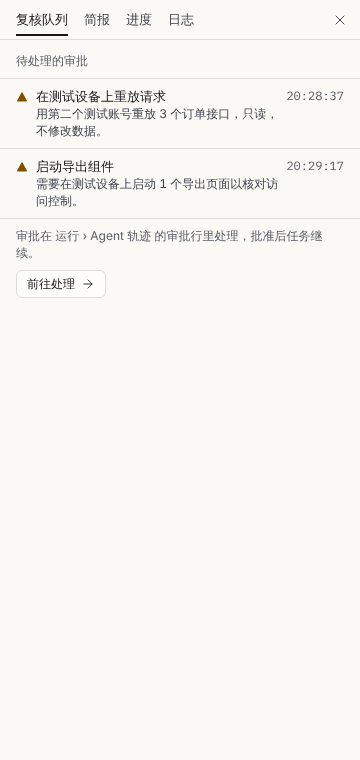 复核队列 简报 进度 日志
待处理的审批
在测试设备上重放请求 20:28:37
用第二个测试账号重放 3 个订单接口，只读，
不修改数据。
启动导出组件 20:29:17
需要在测试设备上启动 1 个导出页面以核对访
问控制。
审批在 运行 › Agent 轨迹 的审批行里处理，批准后任务继
续。
前往处理 →